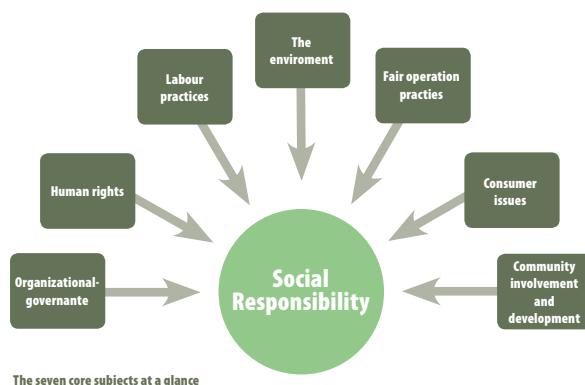 The
enviroment
Labour
practices
Fair operation
practies
Human rights
Consumer
issues
Organizational-
governante
Social
Responsibility
Community
involvement
and
development
The seven core subjects at a glance